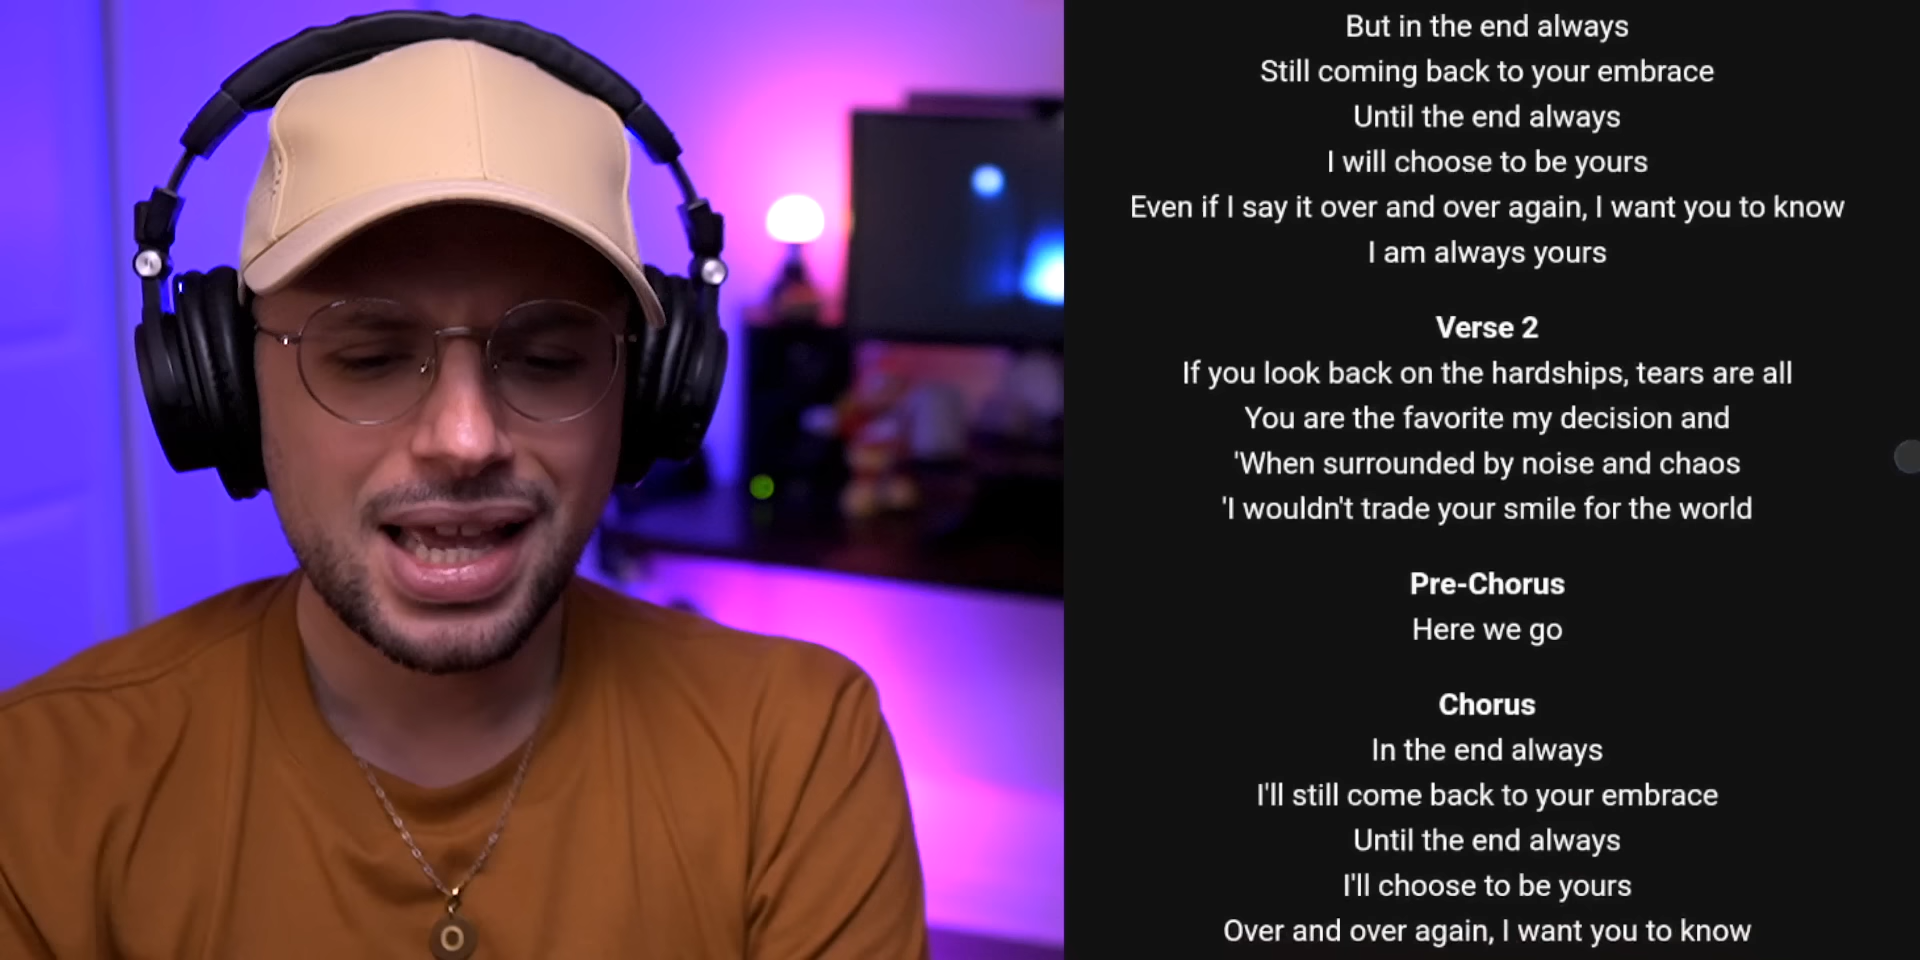 But in the end always
Still coming back to your embrace
Until the end always
I will choose to be yours
Even if I say it over and over again, I want you to know
I am always yours
Verse 2
If you look back on the hardships, tears are all
You are the favorite my decision and
'When surrounded by noise and chaos
'I wouldn't trade your smile for the world
Pre-Chorus
Here we go
Chorus
In the end always
I'll still come back to your embrace
Until the end always
I'll choose to be yours
Over and over again, I want you to know
O